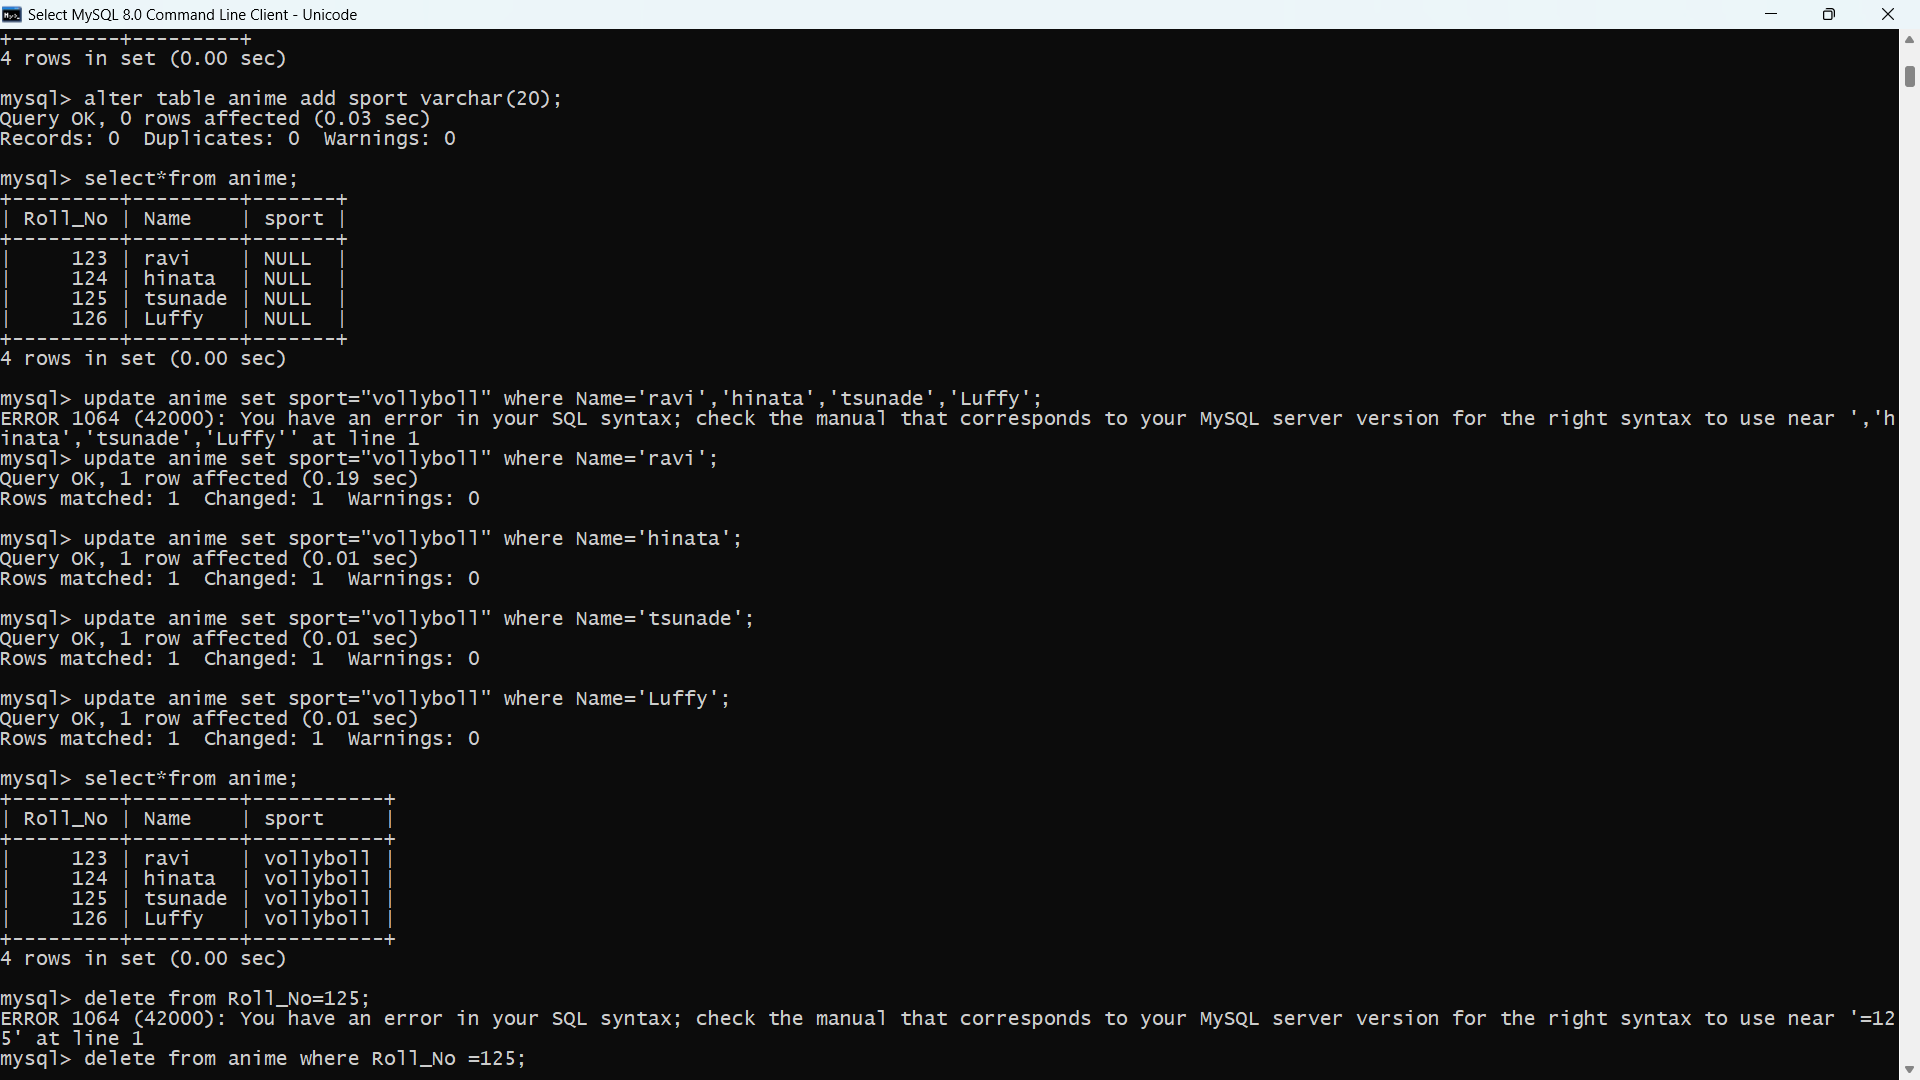 Select MySQL 8.0 Command Line Client - Unicode
+---------+---------+
4 rows in set (0.00 sec)
mysql> alter table anime add sport varchar(20);
Query OK, 0 rows affected (0.03 sec)
Records: 0  Duplicates: 0  Warnings: 0
mysql> select*from anime;
+---------+---------+-------+
| Roll_No | Name    | sport |
+---------+---------+-------+
|     123 | ravi    | NULL  |
|     124 | hinata  | NULL  |
|     125 | tsunade | NULL  |
|     126 | Luffy   | NULL  |
+---------+---------+-------+
4 rows in set (0.00 sec)
mysql> update anime set sport="vollyboll" where Name='ravi','hinata','tsunade','Luffy';
ERROR 1064 (42000): You have an error in your SQL syntax; check the manual that corresponds to your MySQL server version for the right syntax to use near ','h
inata','tsunade','Luffy'' at line 1
mysql> update anime set sport="vollyboll" where Name='ravi';
Query OK, 1 row affected (0.19 sec)
Rows matched: 1  Changed: 1  Warnings: 0
mysql> update anime set sport="vollyboll" where Name='hinata';
Query OK, 1 row affected (0.01 sec)
Rows matched: 1  Changed: 1  Warnings: 0
mysql> update anime set sport="vollyboll" where Name='tsunade';
Query OK, 1 row affected (0.01 sec)
Rows matched: 1  Changed: 1  Warnings: 0
mysql> update anime set sport="vollyboll" where Name='Luffy';
Query OK, 1 row affected (0.01 sec)
Rows matched: 1  Changed: 1  Warnings: 0
mysql> select*from anime;
+---------+---------+-----------+
| Roll_No | Name    | sport     |
+---------+---------+-----------+
|     123 | ravi    | vollyboll |
|     124 | hinata  | vollyboll |
|     125 | tsunade | vollyboll |
|     126 | Luffy   | vollyboll |
+---------+---------+-----------+
4 rows in set (0.00 sec)
mysql> delete from Roll_No=125;
ERROR 1064 (42000): You have an error in your SQL syntax; check the manual that corresponds to your MySQL server version for the right syntax to use near '=12
5' at line 1
mysql> delete from anime where Roll_No =125;